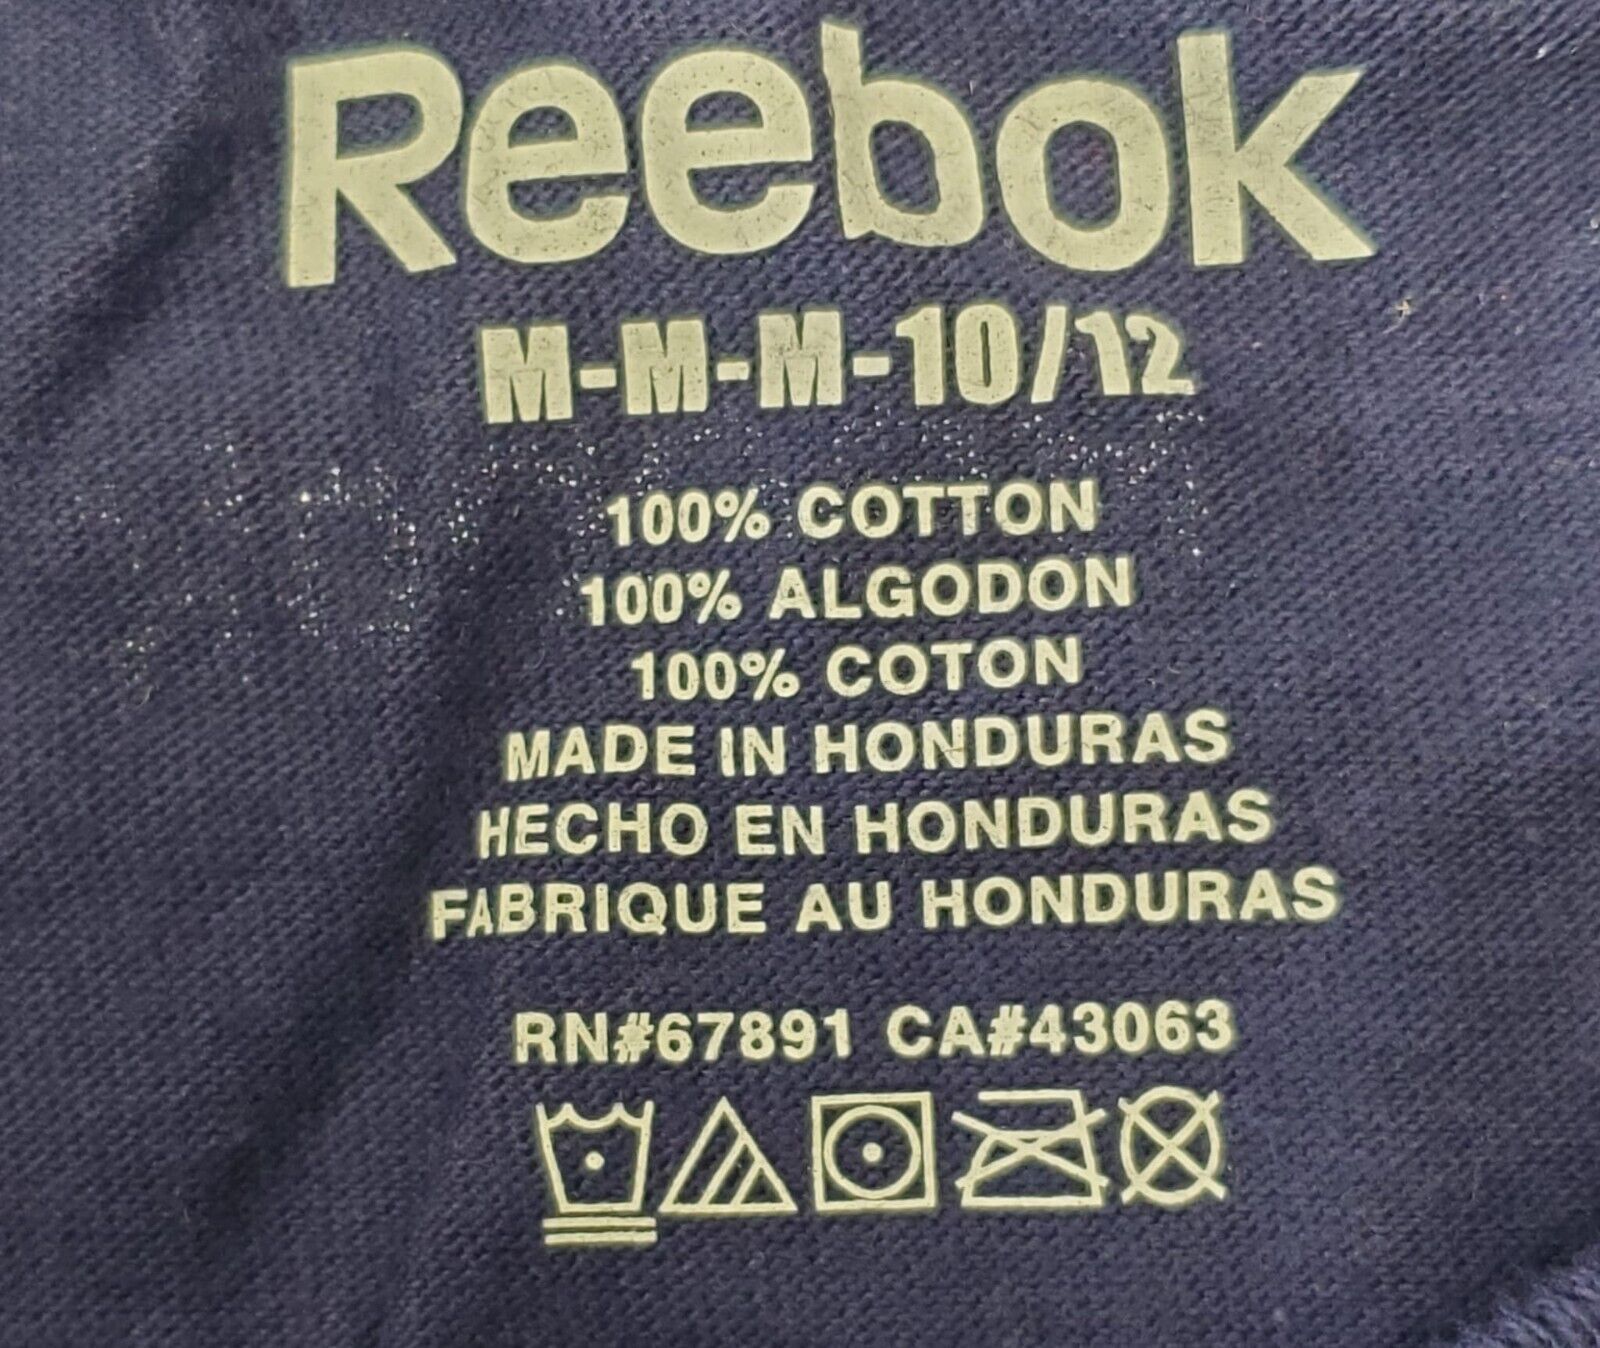 Reebok
M-M-M-10/12
100% COTTON
100% ALGODON
100% COTON
MADE IN HONDURAS
HECHO EN HONDURAS
FABRIQUE AU HONDURAS
RN#67891 CA#43063